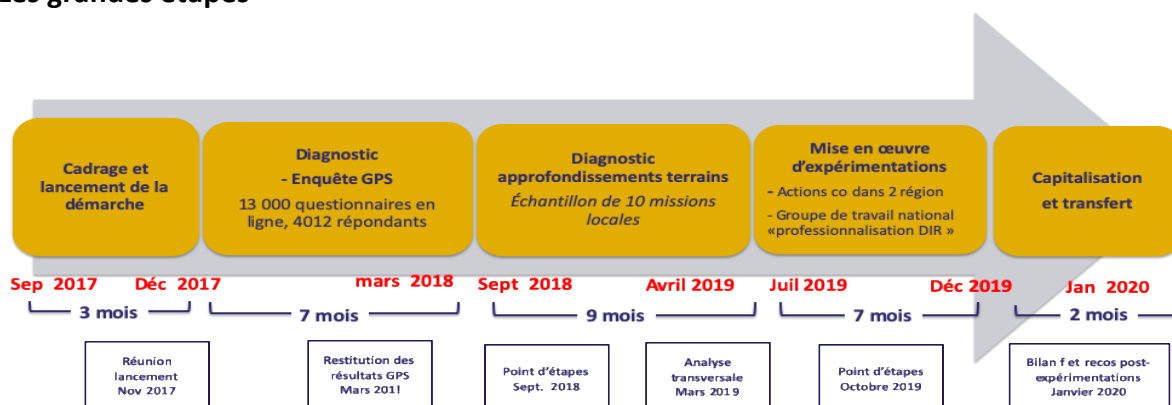 Les grandes étapes
Cadrage et
lancement de la
démarche
Diagnostic
- Enquête GPS
13 000 questionnaires en
ligne, 4012 répondants
Diagnostic
approfondissements terrains
Échantillon de 10 missions
locales
Mise en œuvre
d'expérimentations
- Actions co dans 2 région
- Groupe de travail national
«professionnalisation DIR »
Capitalisation
et transfert
Sep 2017
Déc 2017
mars 2018
Sept 2018
Avril 2019
Juil 2019
Déc 2019
Jan 2020
3 mois
7 mois
9 mois
7 mois
2 mois
Réunion
lancement
Nov 2017
Restitution des
résultats GPS
Mars
Point d'étapes
Sept. 2018
Analyse
transversale
Mars 2019
Point d'étapes
Octobre 2019
Bilan f et recos post-
expérimentations
Janvier 2020